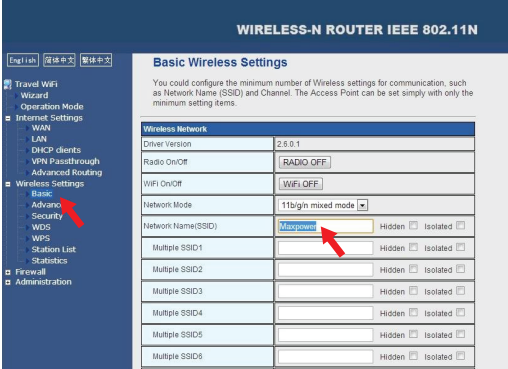 WIRELESS-N ROUTER IEEE 802.11N
English 简体中文 繁体中文
Travel WiFi
Wizard
Operation Mode
Internet Settings
WAN
LAN
DHCP clients
VPN Passthrough
Advanced Routing
Wireless Settings
Basic
Advanc
Security
WDS
WPS
Station List
Statistics
Firewall
Administration
Basic Wireless Settings
You could configure the minimum number of Wireless settings for communication, such
as Network Name (SSID) and Channel. The Access Point can be set simply with only the
minimum setting items.
Wireless Network
Driver Version 2.6.0.1
Radio On/Off RADIO OFF
WiFi On/Off WiFi OFF
Network Mode 11b/g/n mixed mode
Network Name(SSID) Maxpower Hidden Isolated
Multiple SSID1 Hidden Isolated
Multiple SSID2 Hidden Isolated
Multiple SSID3 Hidden Isolated
Multiple SSID4 Hidden Isolated
Multiple SSID5 Hidden Isolated
Multiple SSID6 Hidden Isolated